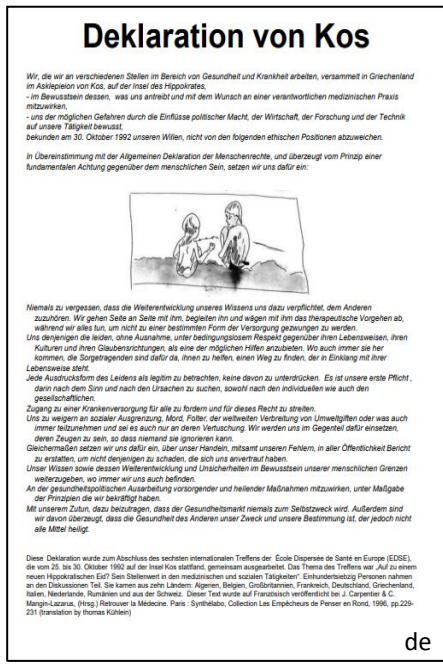 Deklaration von Kos
Wir, die wir an verschiedenen Stellen im Bereich von Gesundheit und Krankheit arbeiten, versammelt in Griechenland
im Asklepieion von Kos, auf der Insel des Hippokrates,
- im Bewustsein dessen, was uns antreibt und mit dem Wunsch an einer verantwortlichen medizinischen Praxis
mitzuwirken,
- uns der möglichen Gefahren durch die Einflüsse politischer Macht, der Wirtschaft, der Forschung und der Technik
auf unsere Tätigkeit bewusst,
bekunden am 30. Oktober 1992 unseren Willen, nicht von den folgenden ethischen Positionen abzuweichen.
In Übereinstimmung mit der Allgemeinen Deklaration der Menschenrechte, und überzeugt vom Prinzip einer
fundamentalen Achtung gegenüber dem menschlichen Sein, setzen wir uns dafür ein:
Niemals zu vergessen, dass die Weiterentwicklung unseres Wissens uns dazu verpflichtet, dem Anderen
zuzuhören. Wir gehen Seite an Seite mit ihm, begleiten ihn und wägen mit ihm das therapeutische Vorgehen ab,
während wir alles tun, um nicht zu einer bestimmten Form der Versorgung gezwungen zu werden.
Uns denjenigen die leiden, ohne Ausnahme, unter bedingungslosem Respekt gegenüber ihren Lebensweisen, ihren
Kulturen und ihren Glaubensrichtungen, als eine der möglichen Hilfen anzubieten. Wo auch immer sie her
kommen, die Sorgetragenden sind dafür da, ihnen zu helfen, einen Weg zu finden, der in Einklang mit ihrer
Lebensweise steht.
Jede Ausdrucksform des Leidens als legitim zu betrachten, keine davon zu unterdrücken. Es ist unsere erste Pflicht ,
darin nach dem Sinn und nach den Ursachen zu suchen, sowohl nach den individuellen wie auch den
gesellschaftlichen.
Zugang zu einer Krankenversorgung für alle zu fordern und für dieses Recht zu streiten.
Uns zu weigern an sozialer Ausgrenzung, Mord, Folter, der weltweiten Verbreitung von Umweltgiften oder was auch
immer teilzunehmen und sei es auch nur an deren Vertuschung. Wir werden uns im Gegenteil dafür einsetzen,
deren Zeugen zu sein, so dass niemand sie ignorieren kann.
Gleichermaßen setzen wir uns dafür ein, über unser Handeln, mitsamt unseren Fehlern, in aller Öffentlichkeit Bericht
zu erstatten, um nicht denjenigen zu schaden, die sich uns anvertraut haben.
Unser Wissen sowie dessen Weiterentwicklung und Unsicherheiten im Bewustsein unserer menschlichen Grenzen
weiterzugeben, wo immer wir uns auch befinden.
An der gesundheitspolitischen Ausarbeitung vorsorgender und heilender Maßnahmen mitzuwirken, unter Maßgabe
der Prinzipien die wir bekräftigt haben.
Mit unserem Zutun, dazu beizutragen, dass der Gesundheitsmarkt niemals zum Selbstzweck wird. Außerdem sind
wir davon überzeugt, dass die Gesundheit des Anderen unser Zweck und unsere Bestimmung ist, der jedoch nicht
alle Mittel heiligt.
Diese Deklaration wurde zum Abschluss des sechsten internationalen Treffens der École Dispersée de Santé en Europe (EDSE),
die vom 25. bis 30. Oktober 1992 auf der Insel Kos stattfand, gemeinsam ausgearbeitet. Das Thema des Treffens war „Auf zu einem
neuen Hippokratischen Eid? Sein Stellenwert in den medizinischen und sozialen Tätigkeiten". Einhundertsiebzig Personen nahmen
an den Diskussionen Teil. Sie kamen aus zehn Ländern: Algerien, Belgien, Großbritannien, Frankreich, Deutschland, Griechenland,
Italien, Niederlande, Rumänien und aus der Schweiz. Dieser Text wurde auf Französisch veröffentlicht bei J. Carpentier & C.
Mangin-Lazarus, (Hrsg.) Retrouver la Médecine. Paris : Synthélabo, Collection Les Empêcheurs de Penser en Rond, 1996, pp.229-
231 (translation by thomas Kühlein)
de